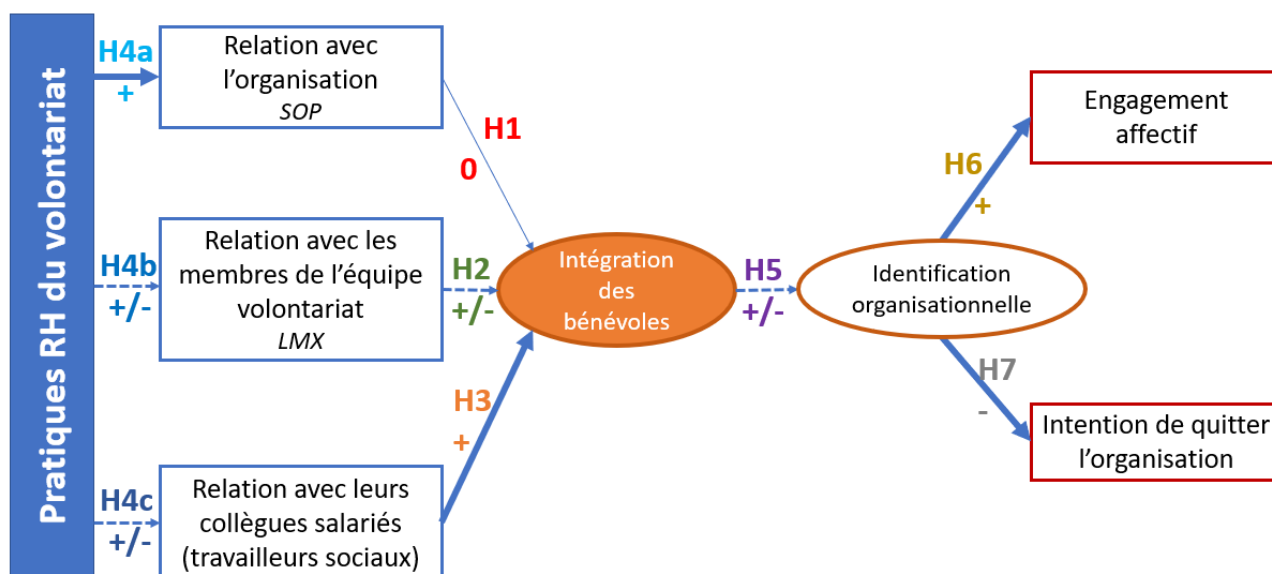 Pratiques RH du volontariat
H4a
+
Relation avec
l'organisation
SOP
H1
0
H4b
+/-
Relation avec les
membres de l'équipe
volontariat
LMX
H2
+/-
Intégration
des
bénévoles
H5
+/-
Identification
organisationnelle
H6
+
Engagement
affectif
H3
+
H7
-
Intention de quitter
l'organisation
H4c
+/-
Relation avec leurs
collègues salariés
(travailleurs sociaux)